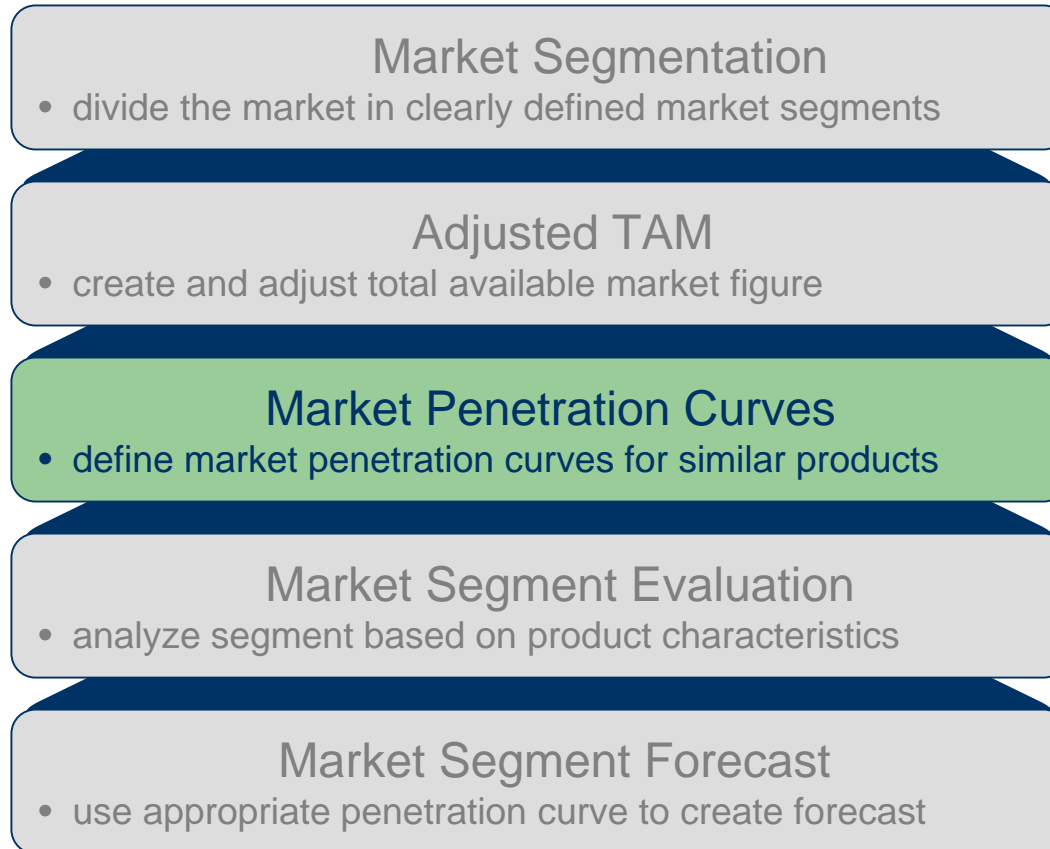 Market Segmentation
• divide the market in clearly defined market segments
Adjusted TAM
• create and adjust total available market figure
Market Penetration Curves
• define market penetration curves for similar products
Market Segment Evaluation
• analyze segment based on product characteristics
Market Segment Forecast
• use appropriate penetration curve to create forecast